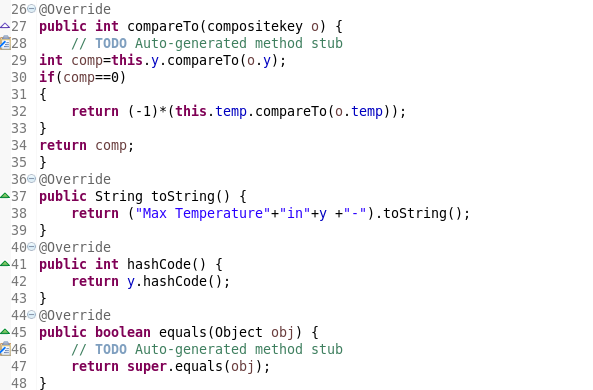 26 @Override
27 public int compareTo(compositekey o) {
28     // TODO Auto-generated method stub
29 int comp=this.y.compareTo(o.y);
30 if(comp==0)
31 {
32     return (-1)*(this.temp.compareTo(o.temp));
33 }
34 return comp;
35 }
36 @Override
37 public String toString() {
38     return ("Max Temperature"+"in"+y +"-").toString();
39 }
40 @Override
41 public int hashCode() {
42     return y.hashCode();
43 }
44 @Override
45 public boolean equals(Object obj) {
46     // TODO Auto-generated method stub
47     return super.equals(obj);
48 }